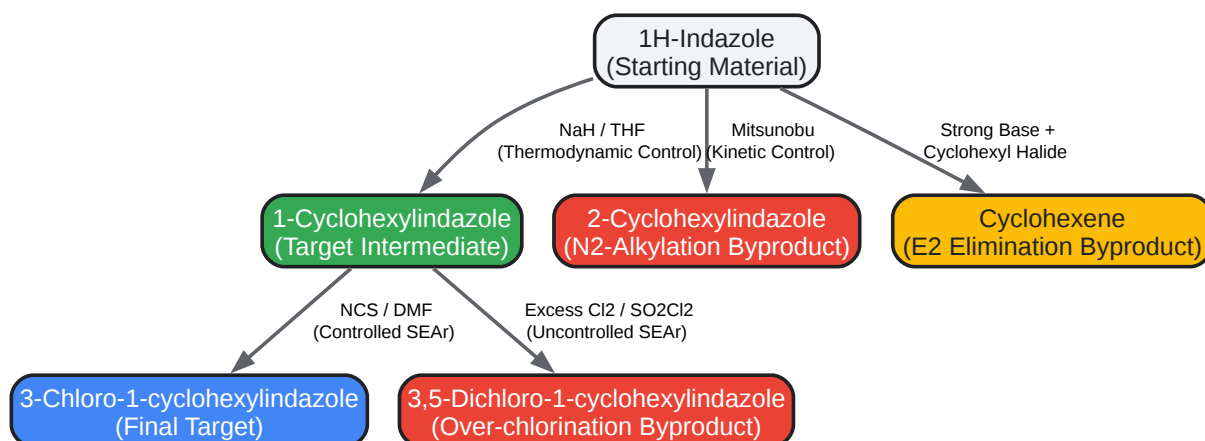 1H-Indazole
(Starting Material)
NaH / THF
(Thermodynamic Control)
Mitsunobu
(Kinetic Control)
Strong Base +
Cyclohexyl Halide
1-Cyclohexylindazole
(Target Intermediate)
2-Cyclohexylindazole
(N2-Alkylation Byproduct)
Cyclohexene
(E2 Elimination Byproduct)
NCS / DMF
(Controlled SEAr)
Excess Cl2 / SO2Cl2
(Uncontrolled SEAr)
3-Chloro-1-cyclohexylindazole
(Final Target)
3,5-Dichloro-1-cyclohexylindazole
(Over-chlorination Byproduct)